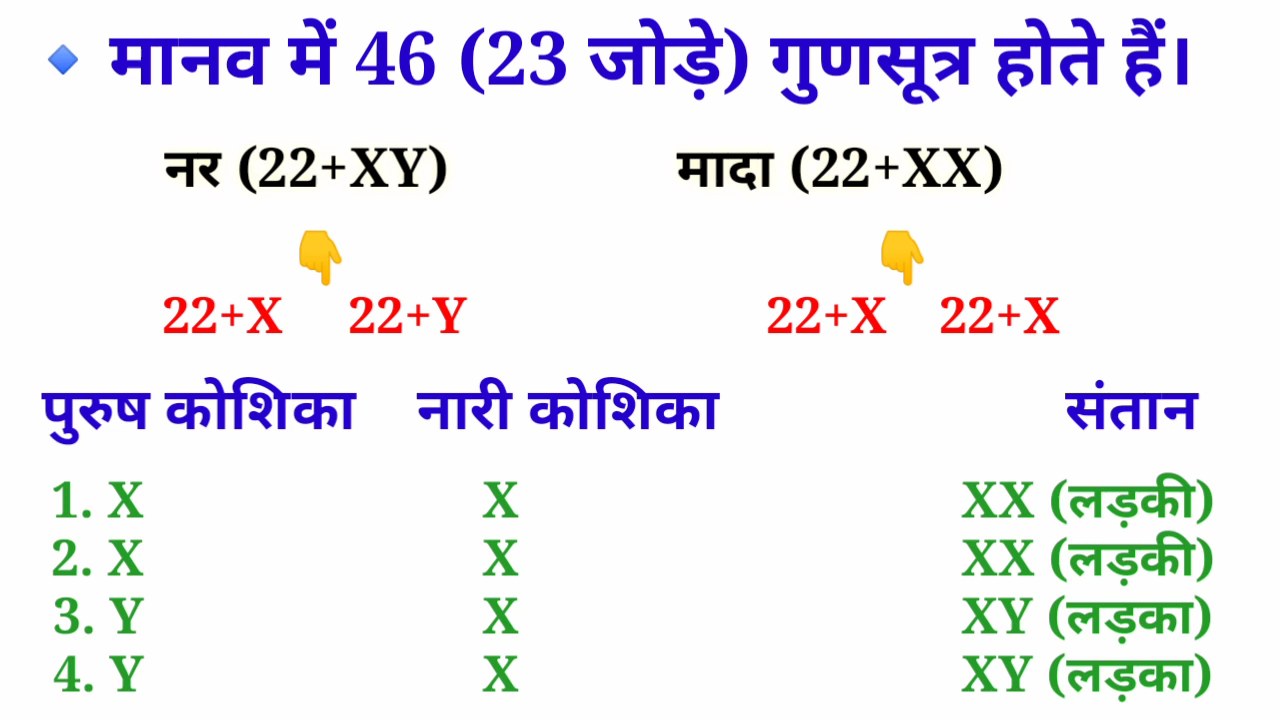 🔹 मानव में 46 (23 जोड़े) गुणसूत्र होते हैं।
नर (22+XY) मादा (22+XX)
👇 👇
22+X 22+Y 22+X 22+X
पुरुष कोशिका नारी कोशिका संतान
1. X X XX (लड़की)
2. X X XX (लड़की)
3. Y X XY (लड़का)
4. Y X XY (लड़का)